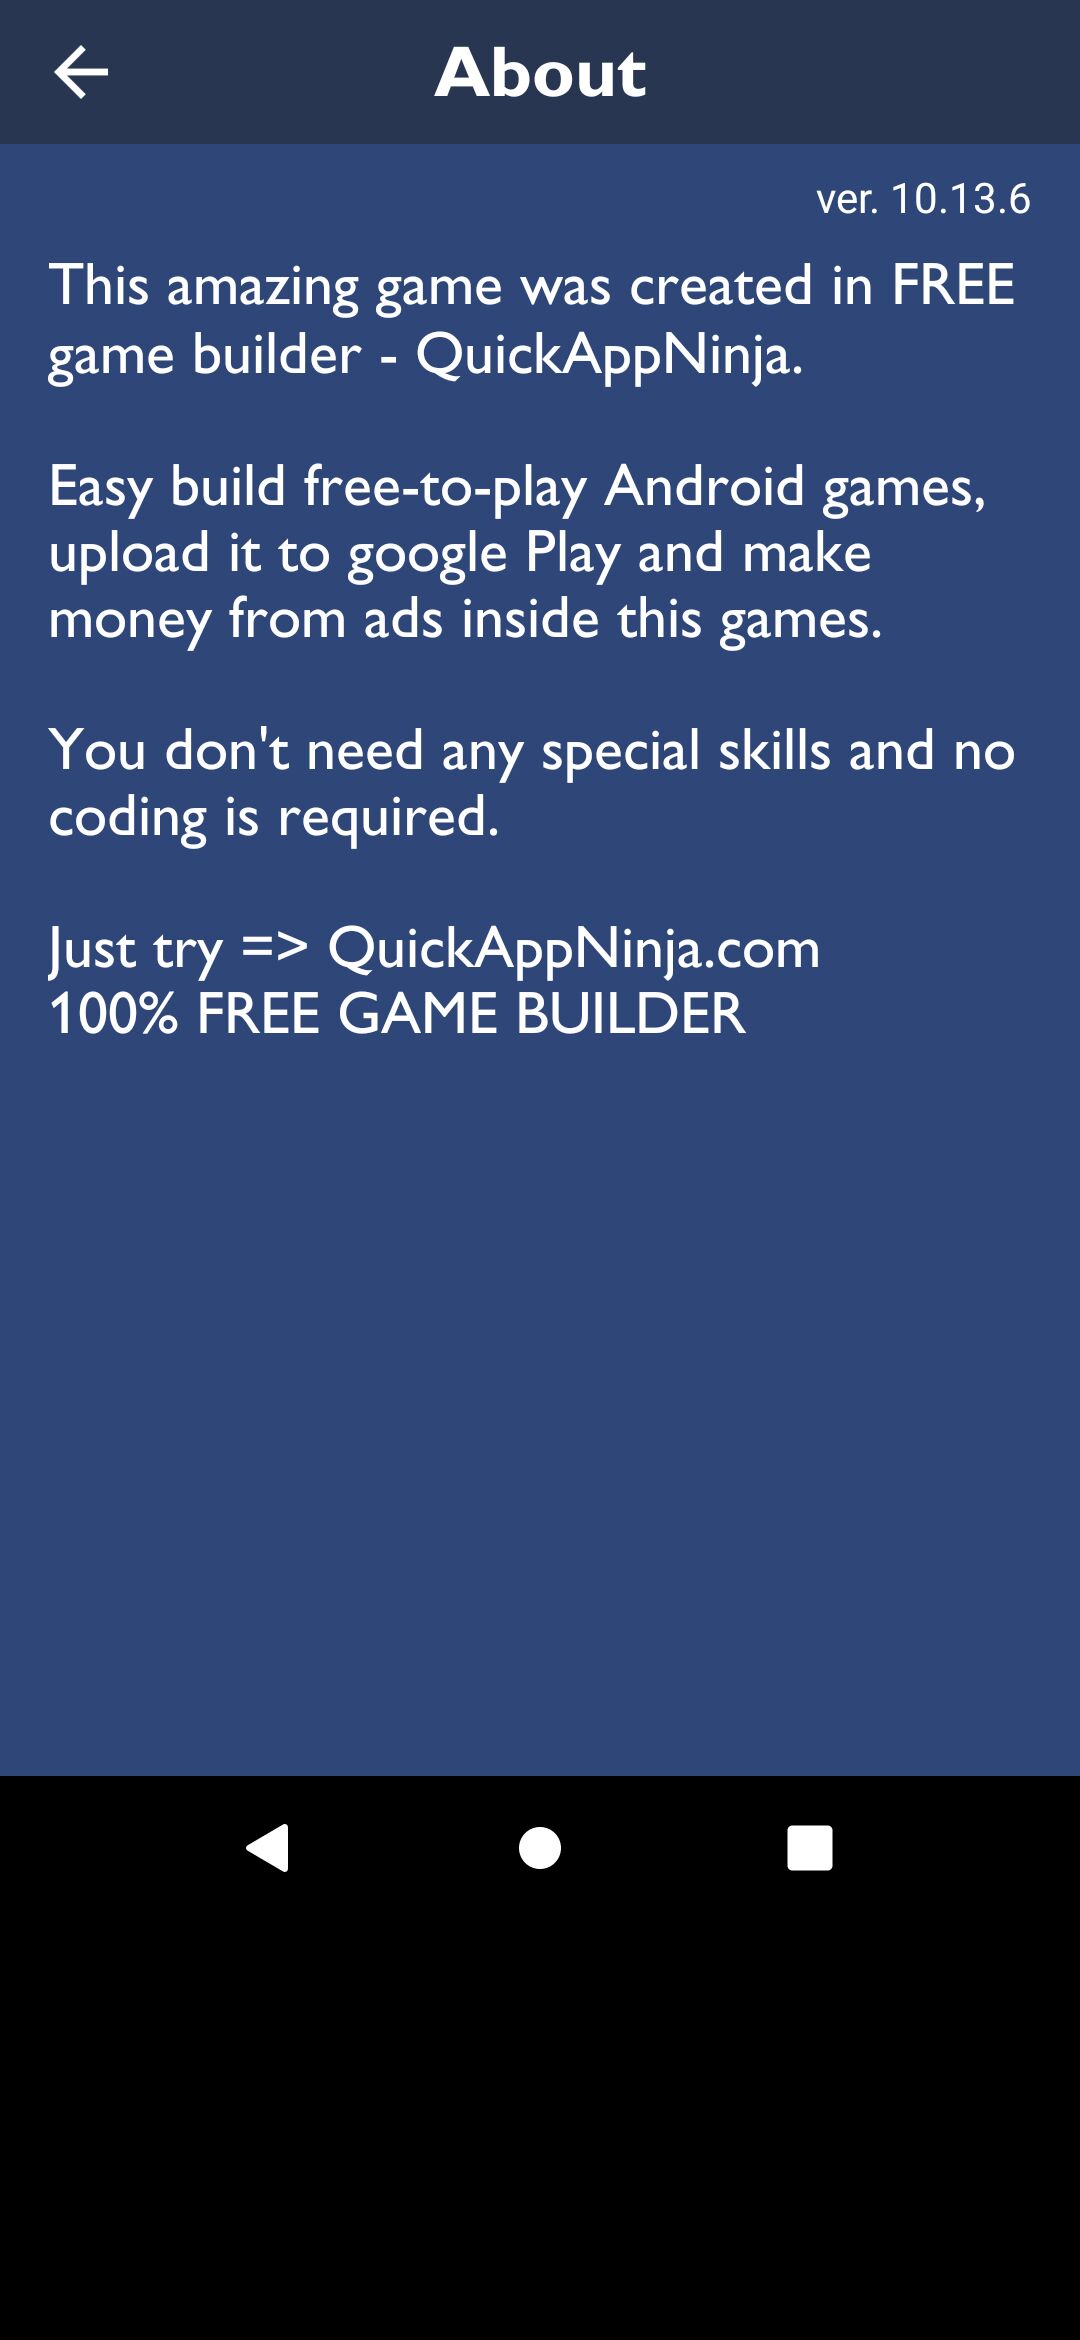 About
ver. 10.13.6
This amazing game was created in FREE
game builder - QuickAppNinja.
Easy build free-to-play Android games,
upload it to google Play and make
money from ads inside this games.
You don't need any special skills and no
coding is required.
Just try => QuickAppNinja.com
100% FREE GAME BUILDER